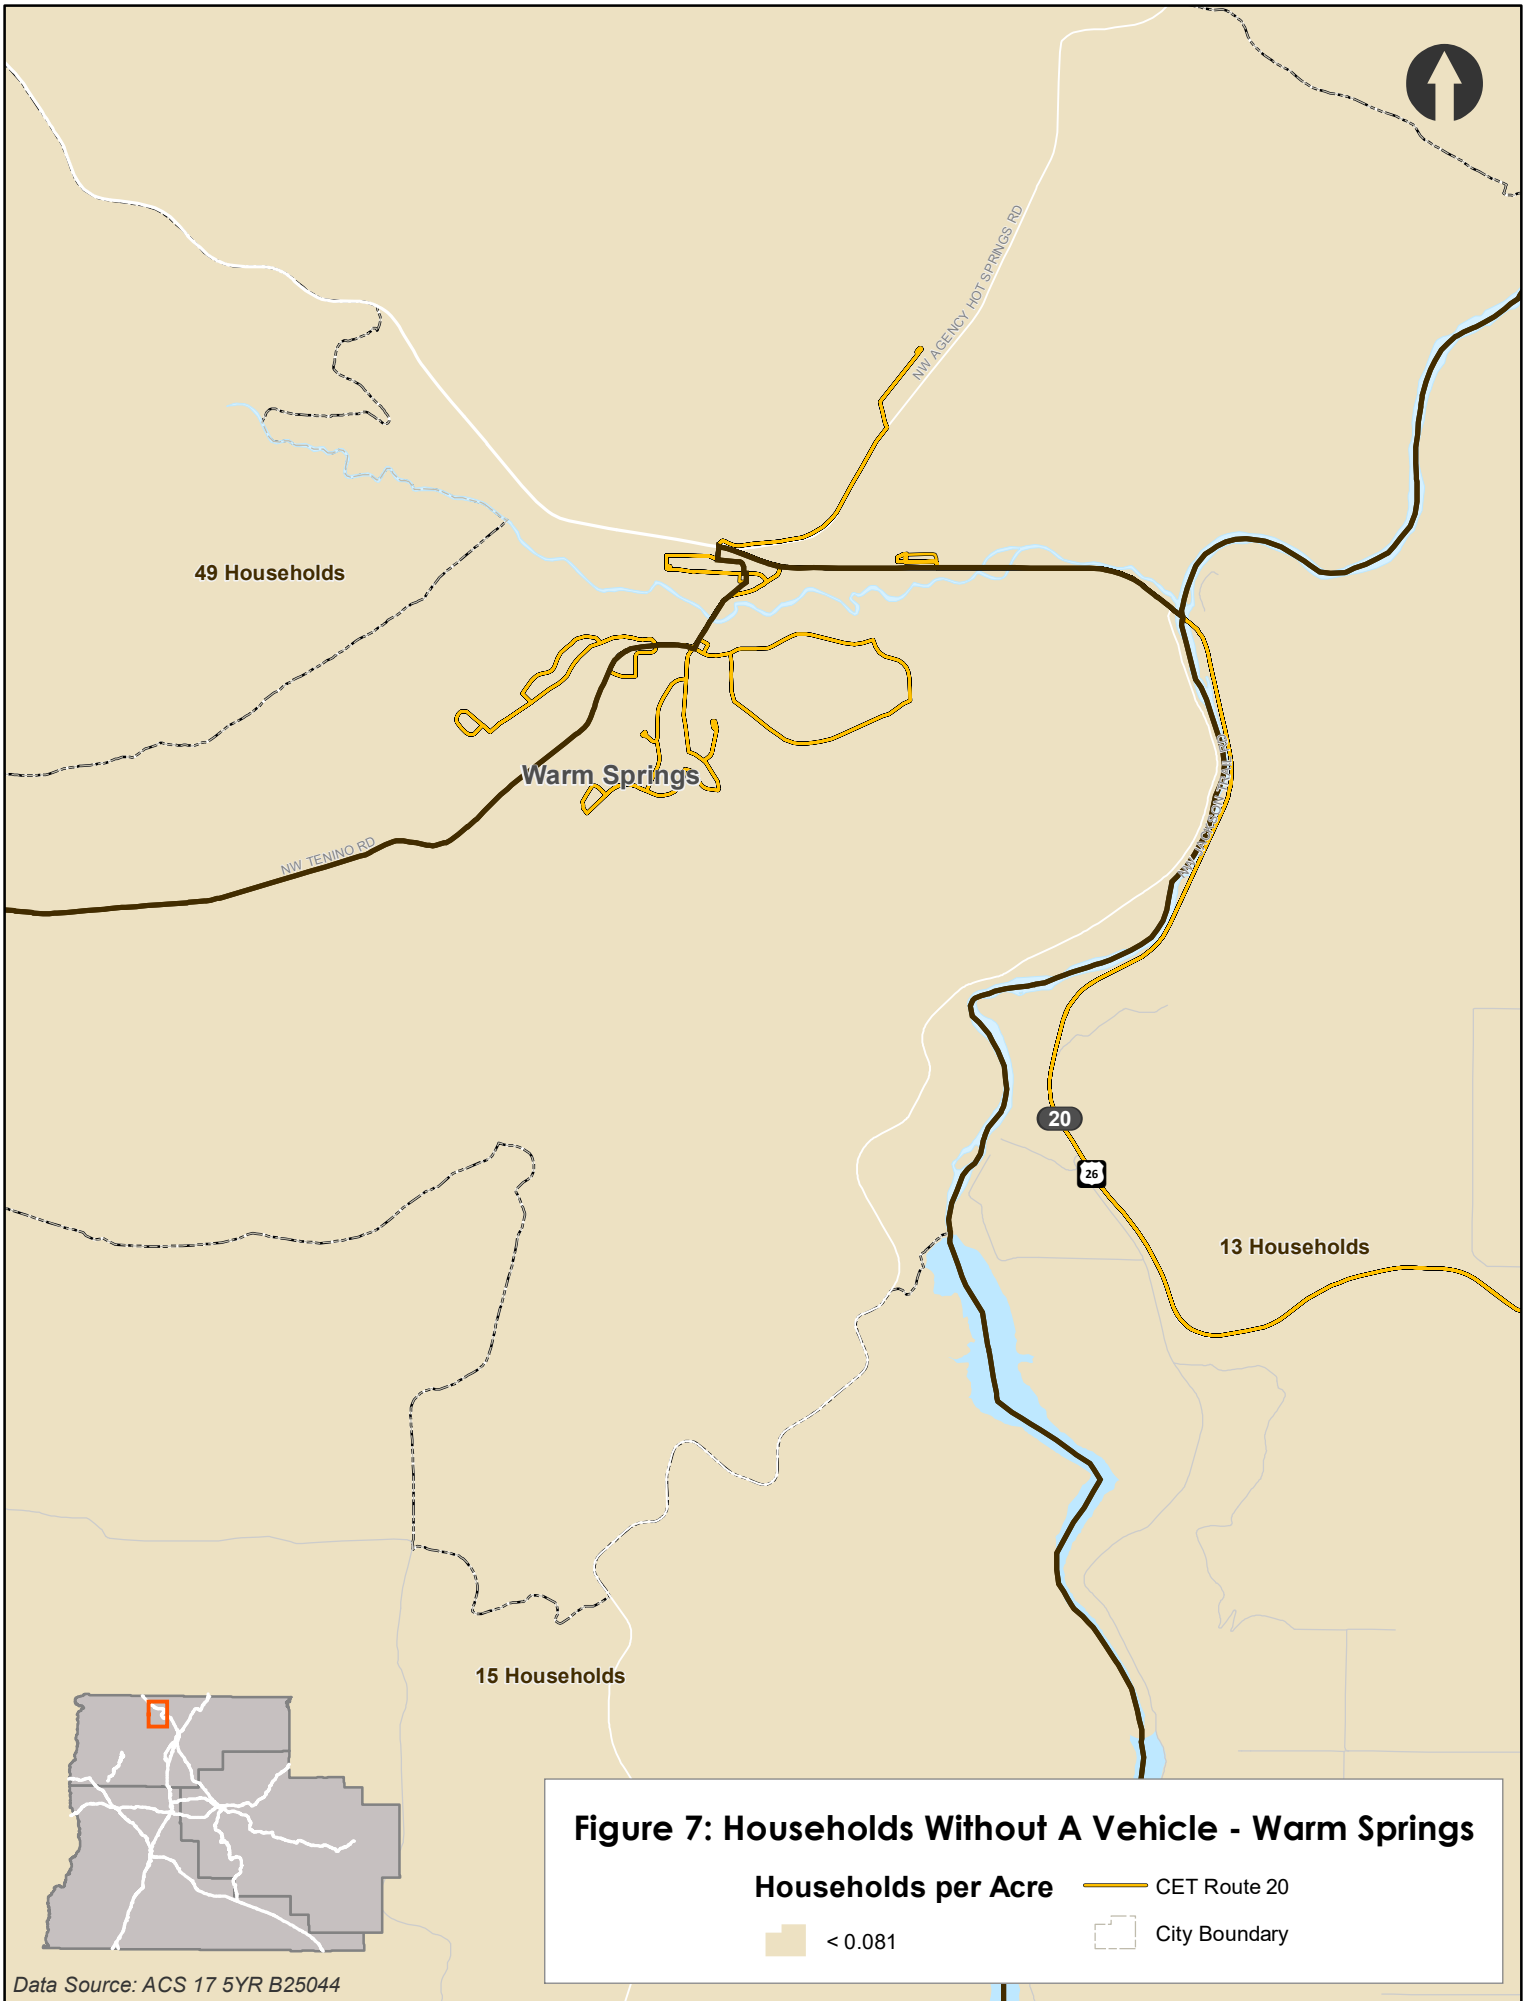 NW AGENCY HOT SPRINGS RD
49 Households
Warm Springs
NW TENINO RD
20
26
13 Households
15 Households
Figure 7: Households Without A Vehicle - Warm Springs
Households per Acre
CET Route 20
< 0.081
City Boundary
Data Source: ACS 17 5YR B25044